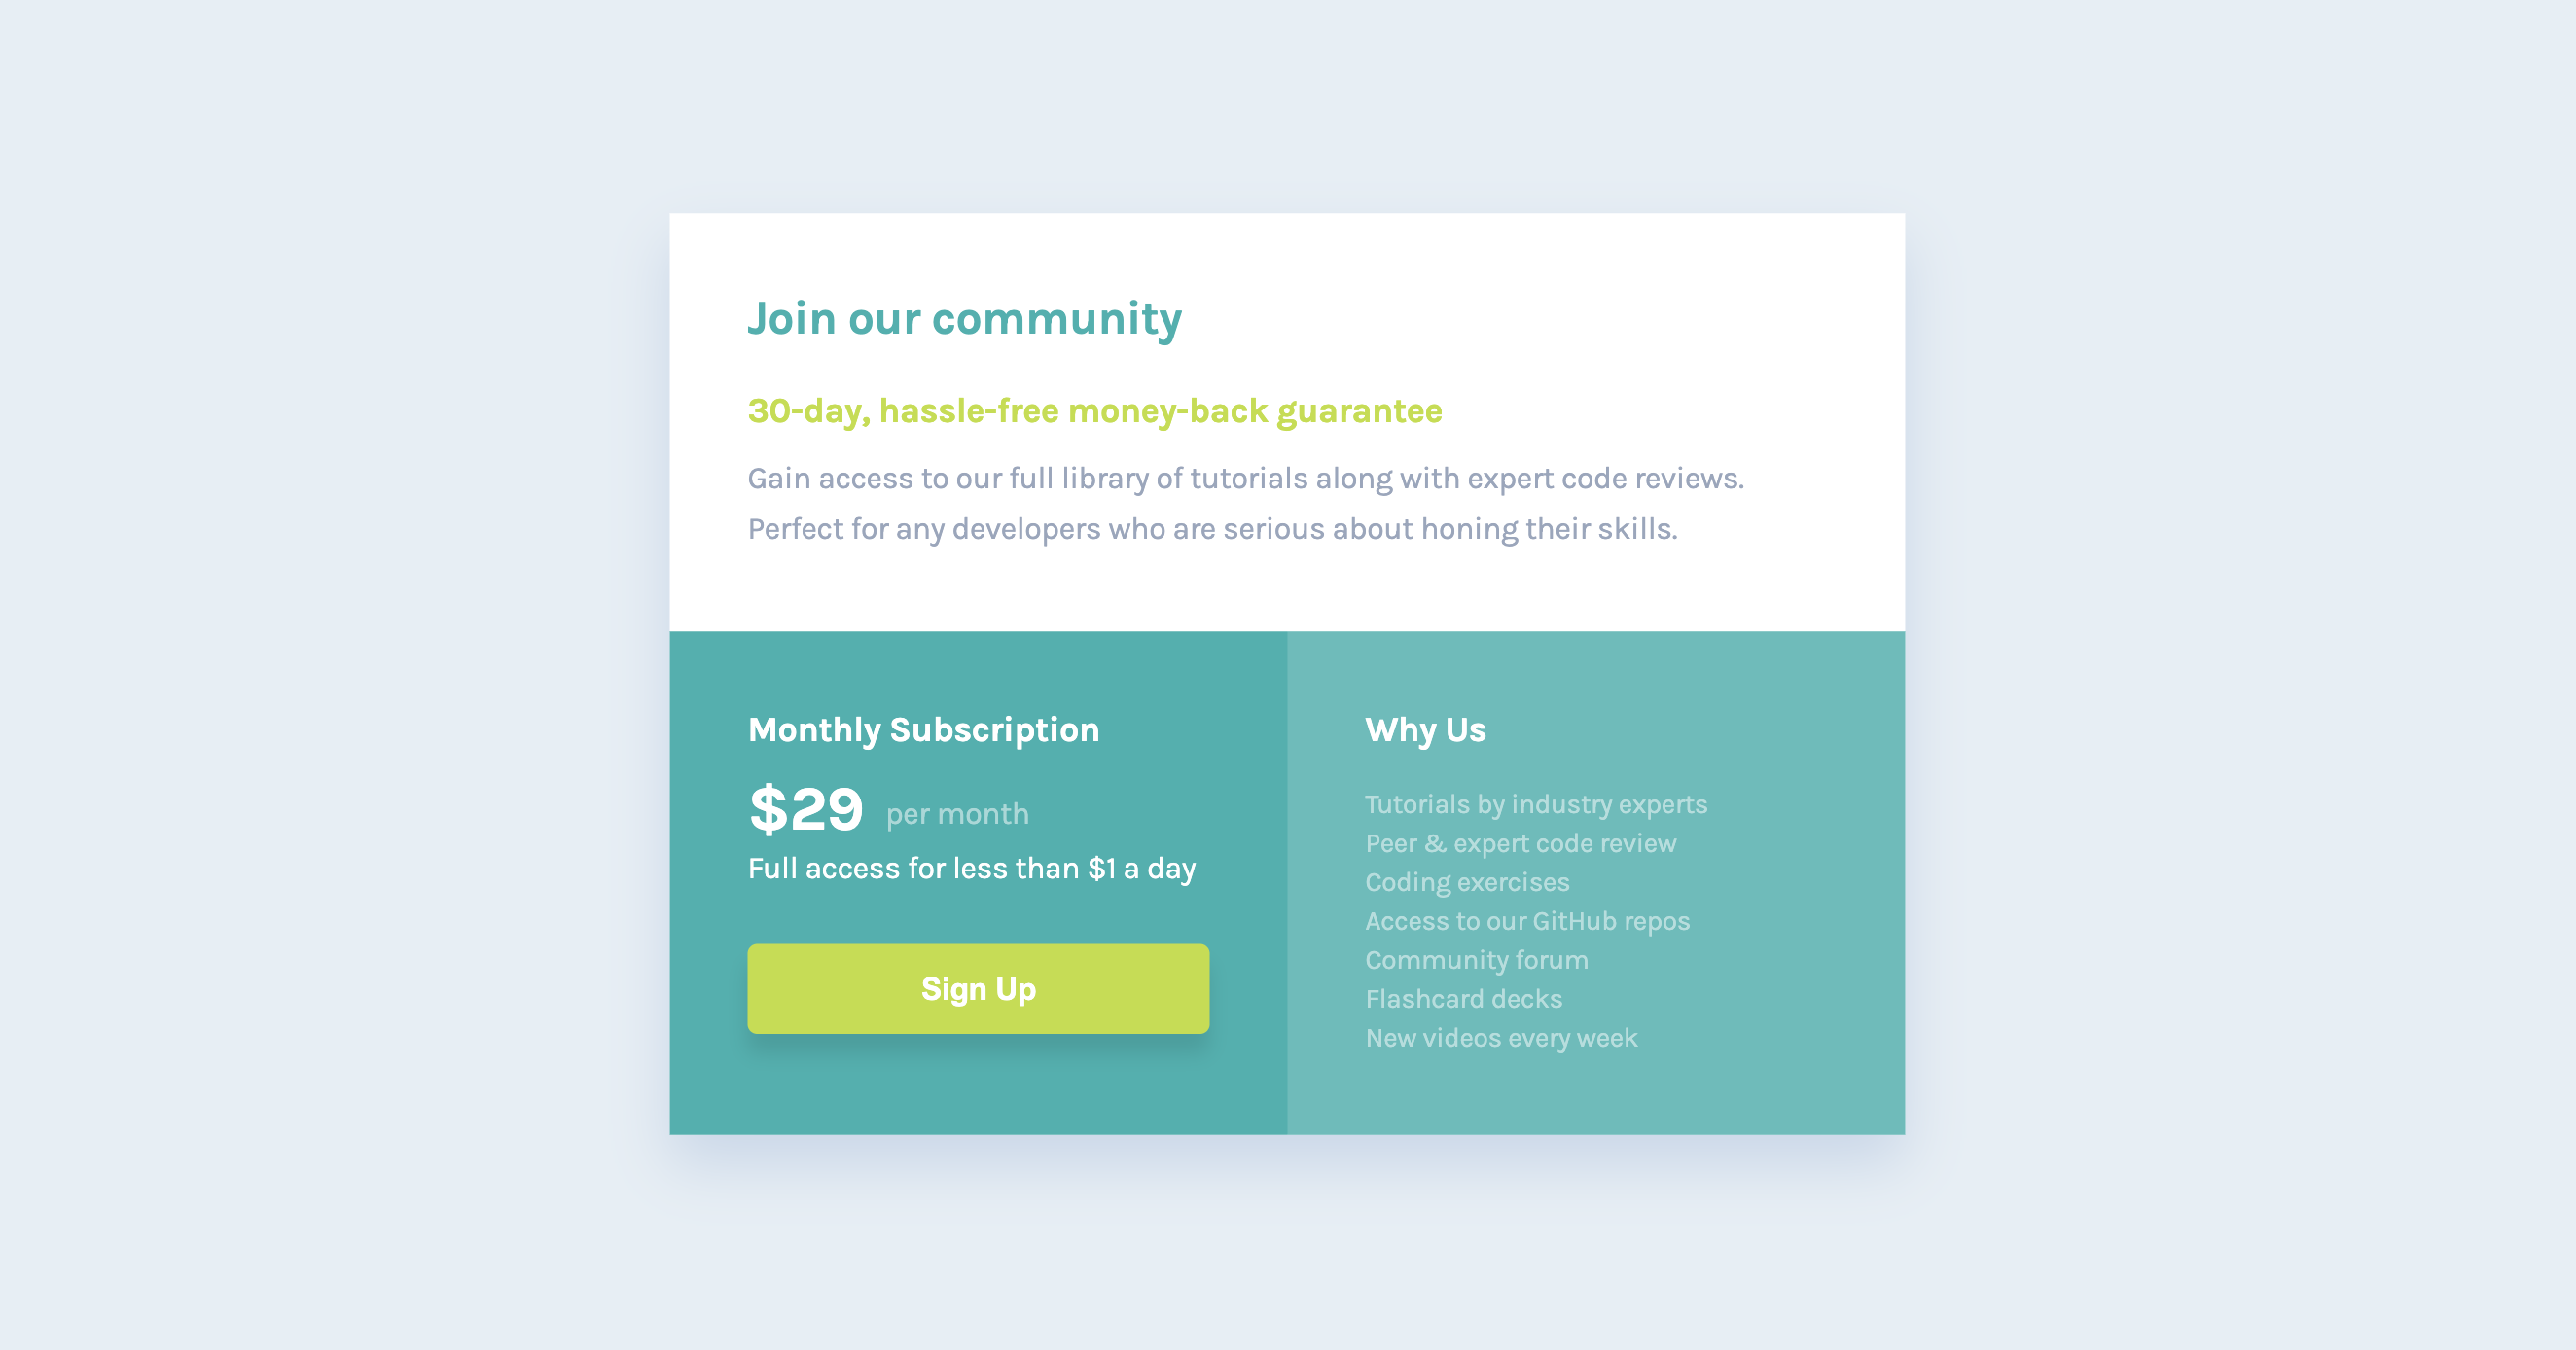 Join our community
30-day, hassle-free money-back guarantee
Gain access to our full library of tutorials along with expert code reviews.
Perfect for any developers who are serious about honing their skills.
Monthly Subscription
$29 per month
Full access for less than $1 a day
Sign Up
Why Us
Tutorials by industry experts
Peer & expert code review
Coding exercises
Access to our GitHub repos
Community forum
Flashcard decks
New videos every week